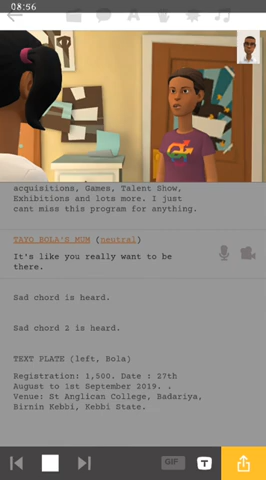 08:56
A
acquisitions, Games, Talent Show,
Exhibitions and lots more. I just
cant miss this program for anything.
TAYO BOLA'S MUM (neutral)
It's like you really want to be
there.
Sad chord is heard.
Sad chord 2 is heard.
TEXT PLATE (left, Bola)
Registration: 1,500. Date : 27th
August to 1st September 2019. .
Venue: St Anglican College, Badariya,
Birnin Kebbi, Kebbi State.
GIF
T